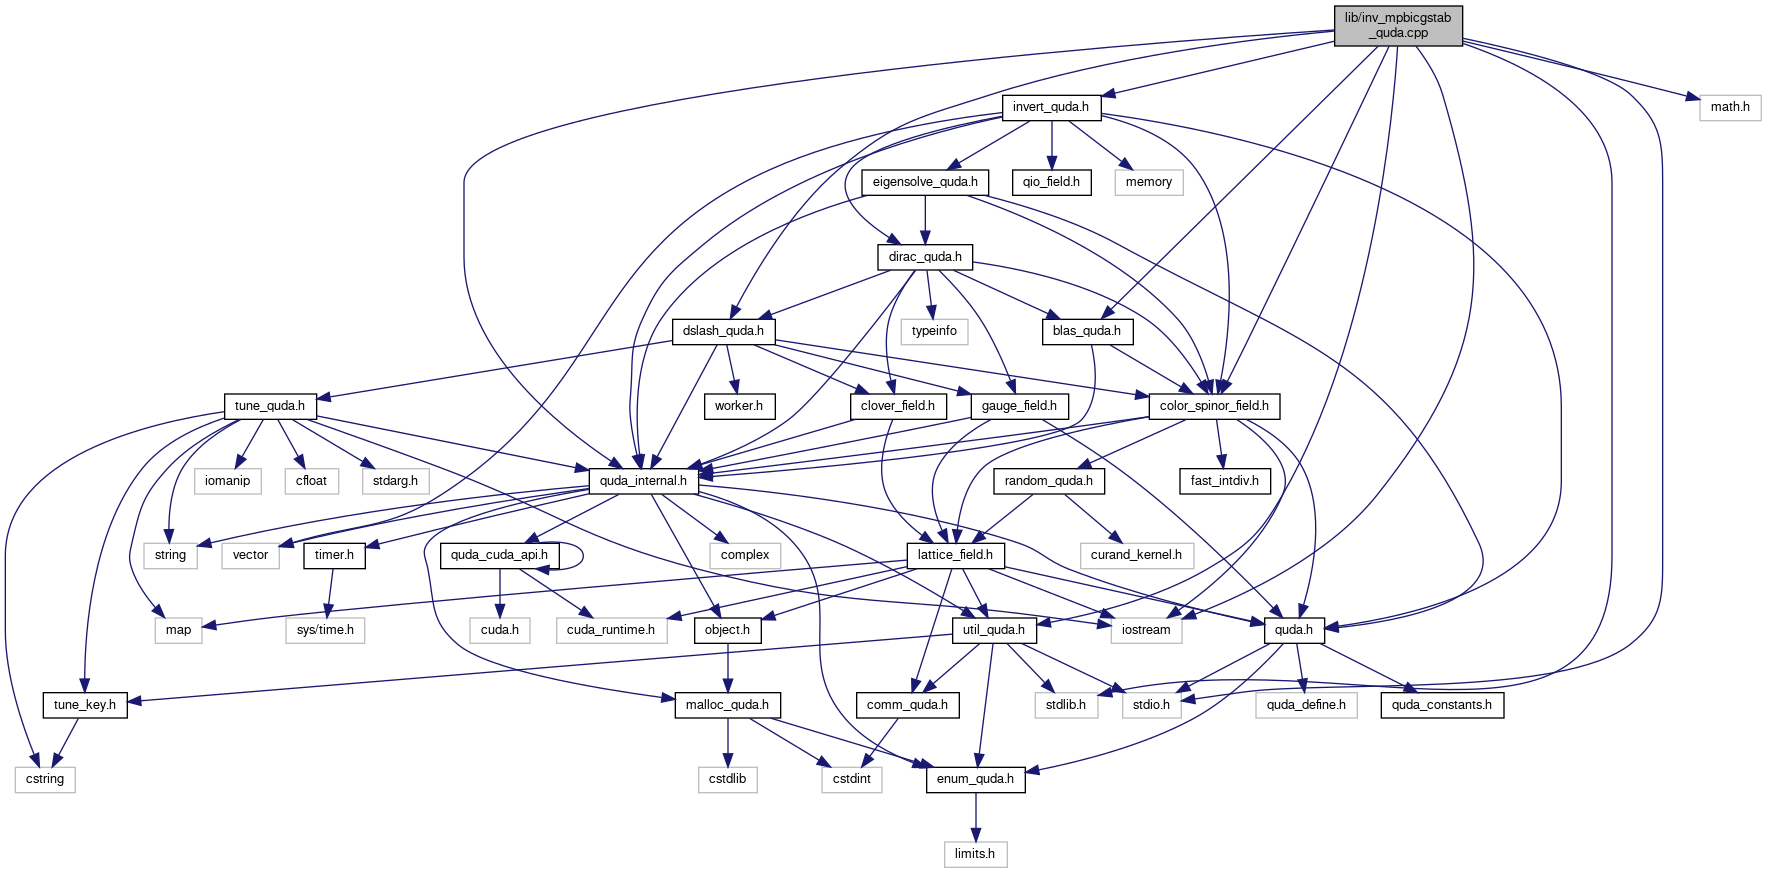 lib/inv_mpbicgstab
_quda.cpp
invert_quda.h
math.h
eigensolve_quda.h
qio_field.h
memory
dirac_quda.h
dslash_quda.h
typeinfo
blas_quda.h
tune_quda.h
worker.h
clover_field.h
gauge_field.h
color_spinor_field.h
iomanip
cfloat
stdarg.h
quda_internal.h
random_quda.h
fast_intdiv.h
string
vector
timer.h
quda_cuda_api.h
complex
lattice_field.h
curand_kernel.h
map
sys/time.h
cuda.h
cuda_runtime.h
object.h
util_quda.h
iostream
quda.h
tune_key.h
malloc_quda.h
comm_quda.h
stdlib.h
stdio.h
quda_define.h
quda_constants.h
cstring
cstdlib
cstdint
enum_quda.h
limits.h